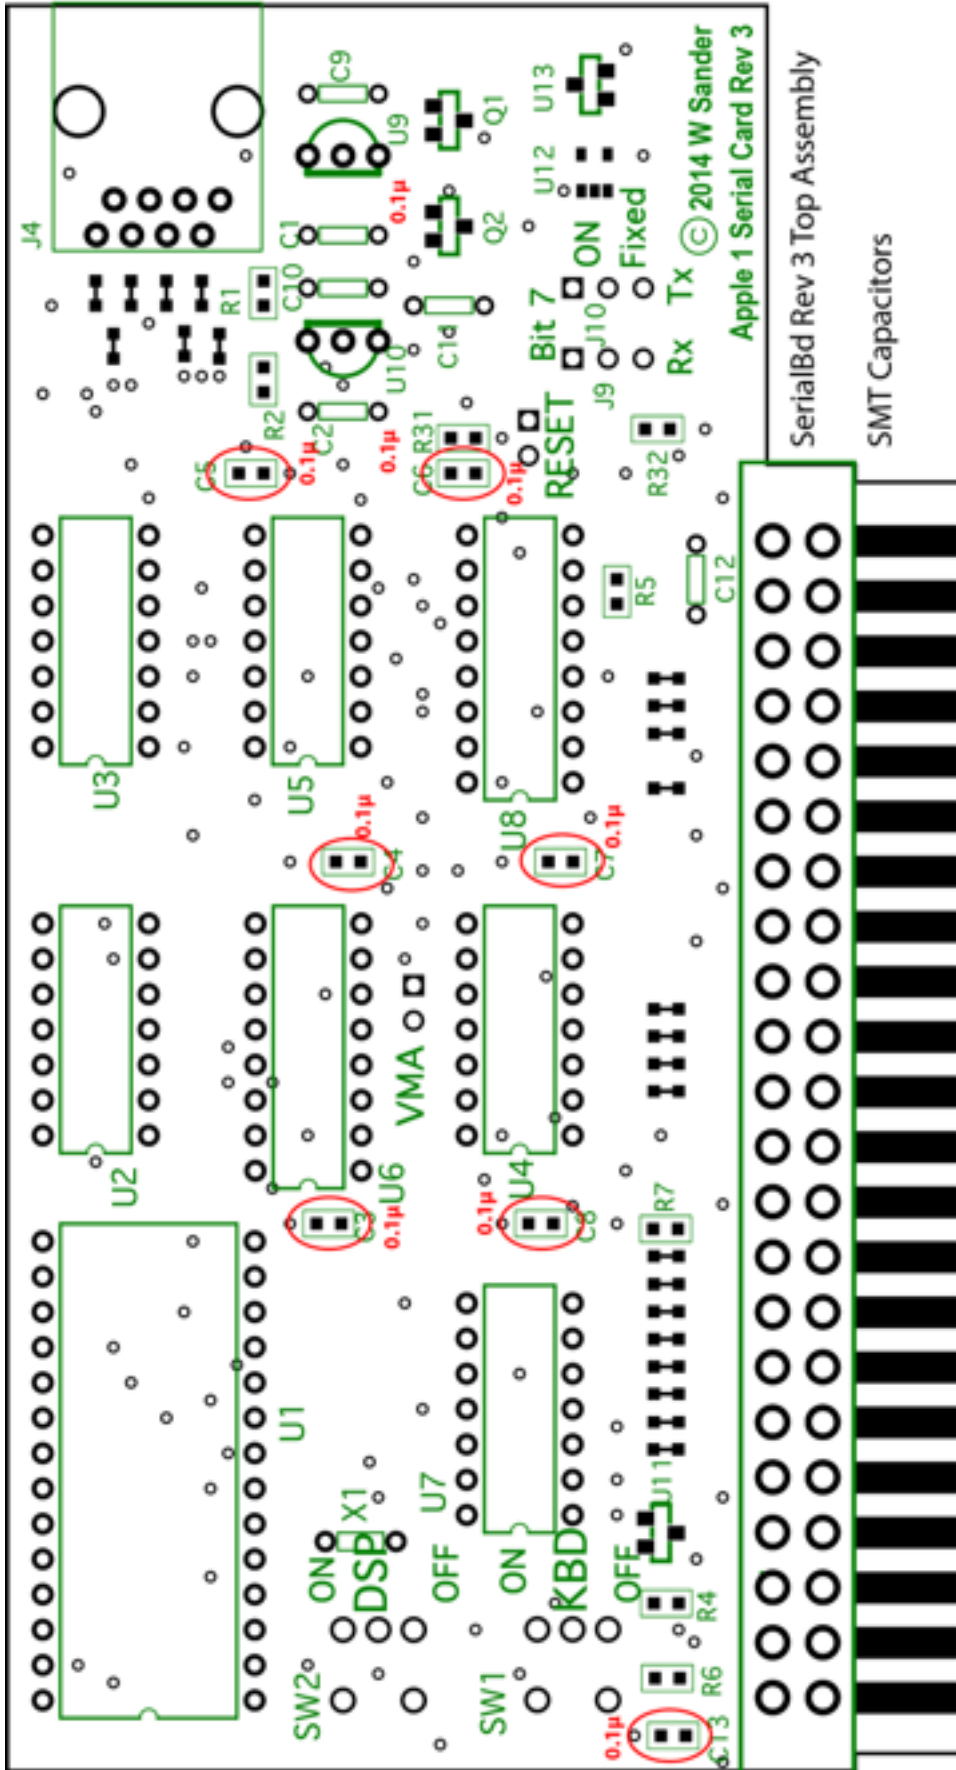 J4
C9
U9
Q1
U13
U12
0.1µ
C1
Q2
ON
Fixed
© 2014 W Sander
Apple 1 Serial Card Rev 3
SerialBd Rev 3 Top Assembly
SMT Capacitors
R1
C10
Bit 7
J10
Tx
Rx
U10
C11
R2
C2
J9
R31
RESET
R32
C5
0.1µ
0.1µ
C6
0.1µ
R5
C12
U3
U5
U8
0.1µ
C4
0.1µ
C7
VMA
U2
U6
U4
C3
0.1µ
0.1µ
C8
R7
U1
U7
U11
X1
ON
DSP
OFF
ON
KBD
OFF
R4
SW2
SW1
R6
0.1µ
C13